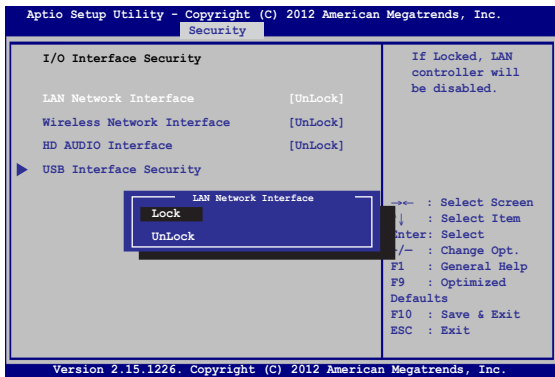 Aptio Setup Utility - Copyright (C) 2012 American Megatrends, Inc.
Security
I/O Interface Security
LAN Network Interface [UnLock]
Wireless Network Interface [UnLock]
HD AUDIO Interface [UnLock]
USB Interface Security
If Locked, LAN
controller will
be disabled.
LAN Network Interface
Lock
UnLock
→← : Select Screen
↓ : Select Item
Enter: Select
/— : Change Opt.
F1 : General Help
F9 : Optimized
Defaults
F10 : Save & Exit
ESC : Exit
Version 2.15.1226. Copyright (C) 2012 American Megatrends, Inc.